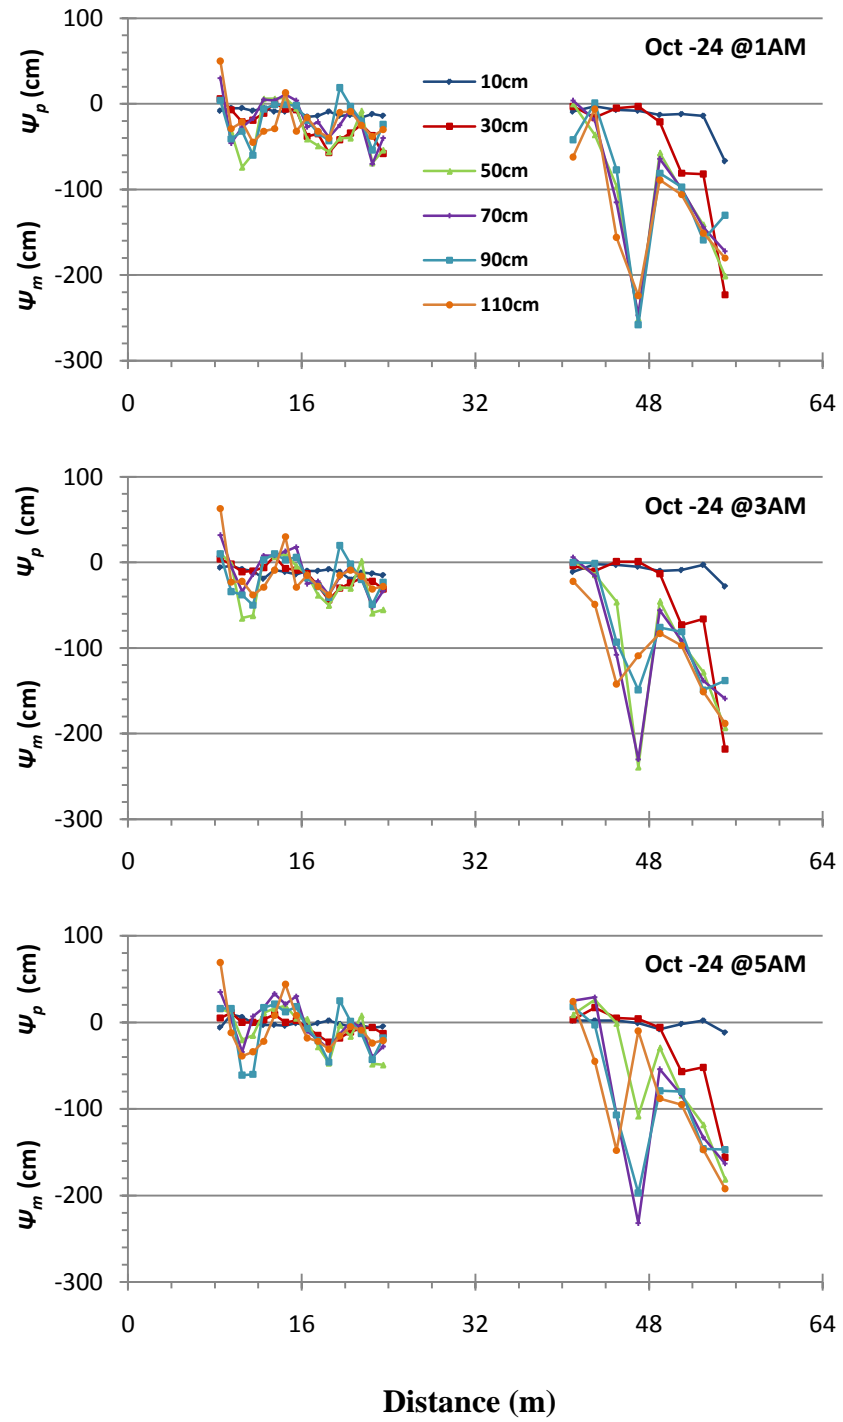 100
0
-100
-200
-300
Ψp (cm)
Ψm (cm)
Oct -24 @1AM
10cm
30cm
50cm
70cm
90cm
110cm
0 16 32 48 64
100
0
-100
-200
-300
Ψp (cm)
Ψm (cm)
Oct -24 @3AM
0 16 32 48 64
100
0
-100
-200
-300
Ψp (cm)
Ψm (cm)
Oct -24 @5AM
0 16 32 48 64
Distance (m)